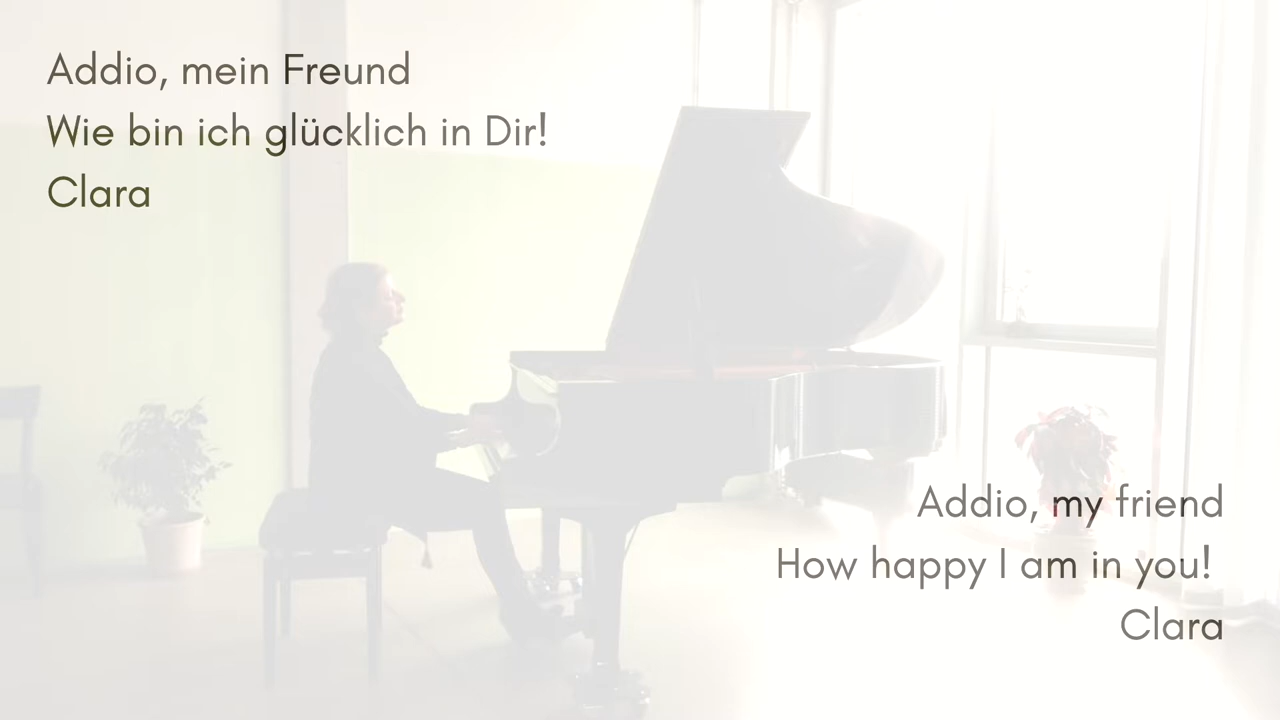 Addio, mein Freund
Wie bin ich glücklich in Dir!
Clara
Addio, my friend
How happy I am in you!
Clara